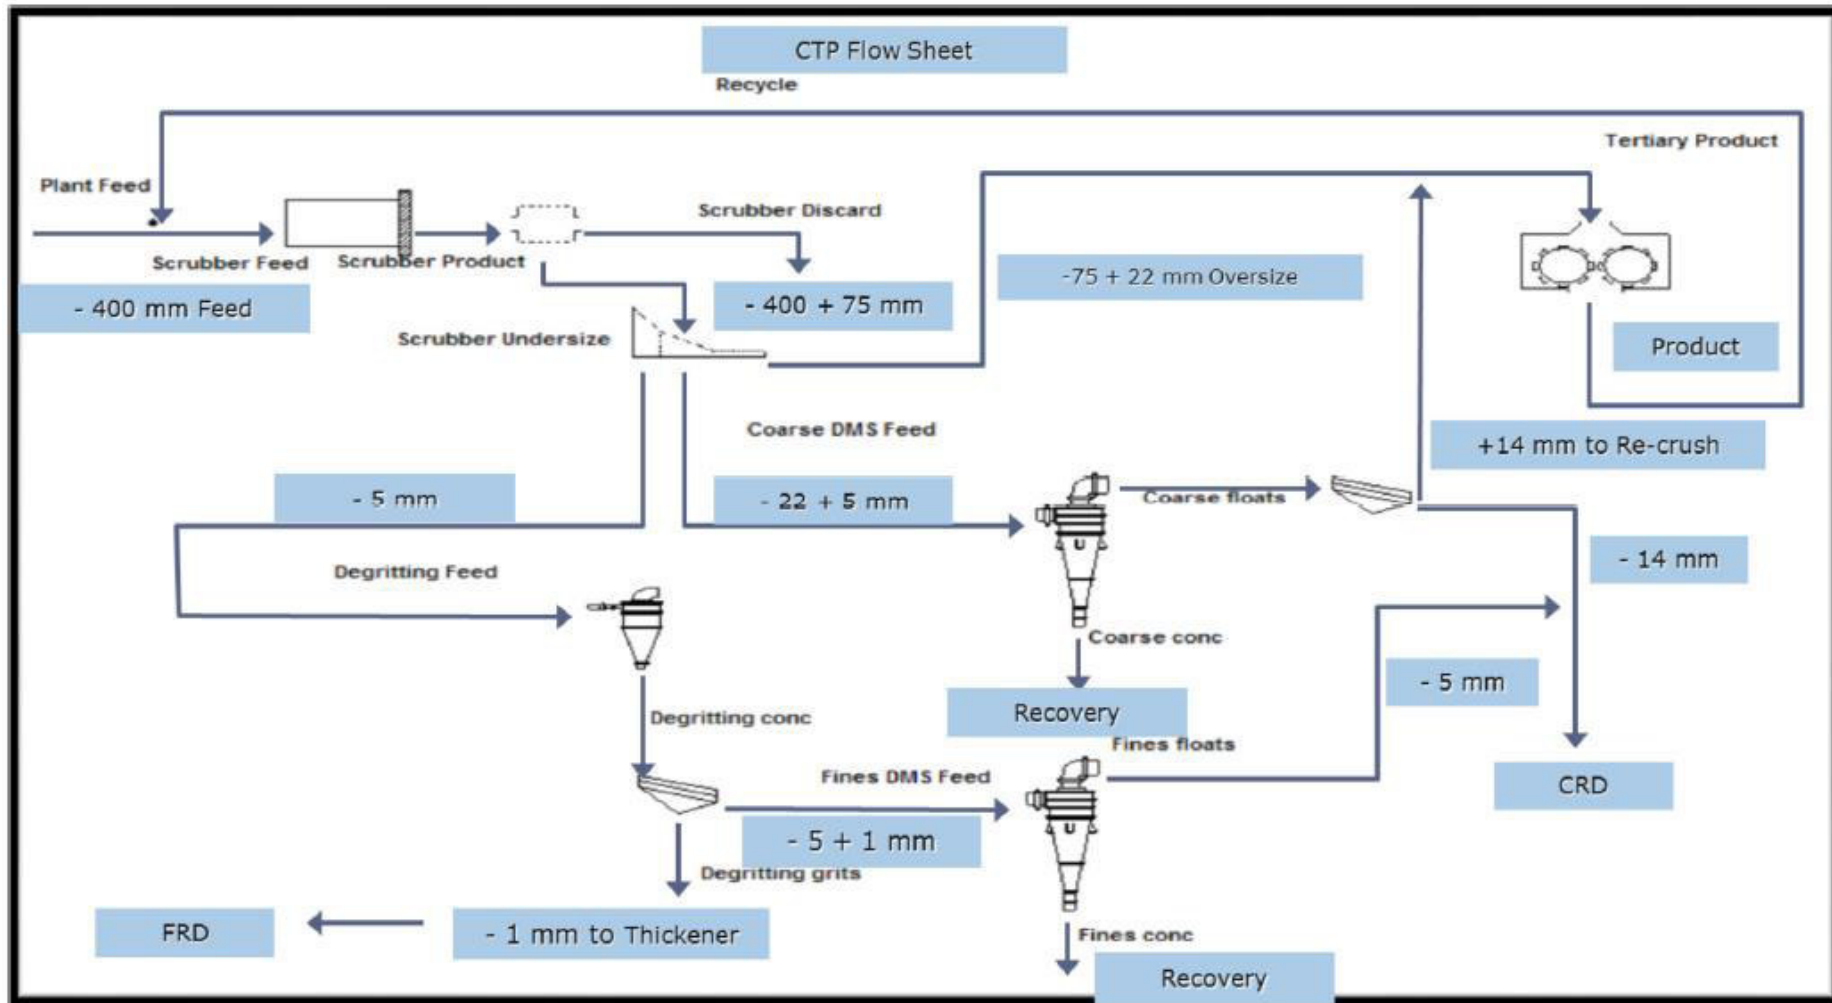 CTP Flow Sheet
Recycle
Tertiary Product
Plant Feed
Scrubber Discard
Scrubber Feed
Scrubber Product
-75 + 22 mm Oversize
- 400 mm Feed
- 400 + 75 mm
Scrubber Undersize
Product
Coarse DMS Feed
+14 mm to Re-crush
- 5 mm
- 22 + 5 mm
Coarse floats
U
- 14 mm
Degritting Feed
Coarse conc
- 5 mm
Recovery
Degritting conc
Fines floats
Fines DMS Feed
CRD
U
- 5 + 1 mm
Degritting grits
FRD
- 1 mm to Thickener
Fines conc
Recovery